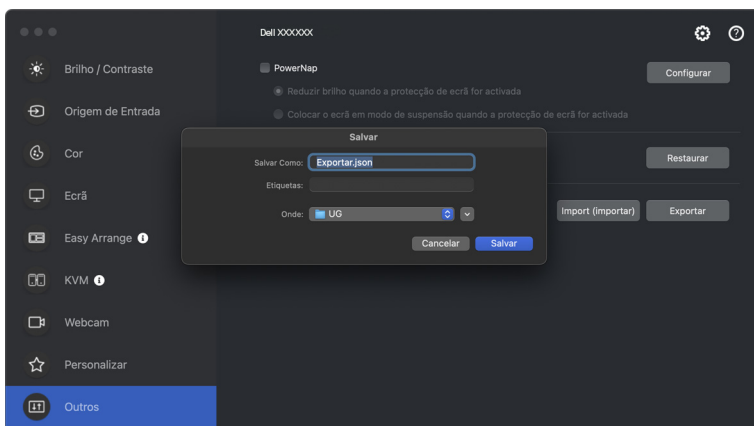 Dell XXXXXX
Brilho / Contraste
Origem de Entrada
Cor
Ecrã
Easy Arrange
KVM
Webcam
Personalizar
Outros
PowerNap
Configurar
Reduzir brilho quando a protecção de ecrã for activada
Colocar o ecrã em modo de suspensão quando a protecção de ecrã for activada
Restaurar
Import (importar)
Exportar
Salvar
Salvar Como: Exportar.json
Etiquetas:
Onde: UG
Cancelar
Salvar